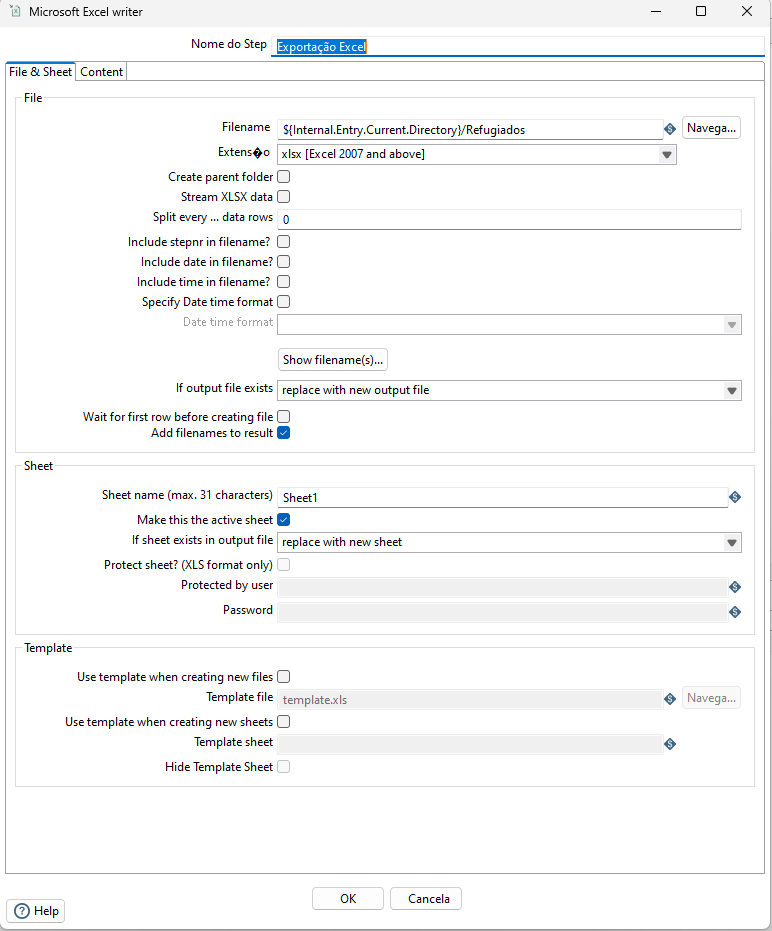 Microsoft Excel writer
Nome do Step Exportação Excel
File & Sheet Content
File
Filename ${Internal.Entry.Current.Directory}/Refugiados Navega...
Extens�o xlsx [Excel 2007 and above]
Create parent folder
Stream XLSX data
Split every ... data rows 0
Include stepnr in filename?
Include date in filename?
Include time in filename?
Specify Date time format
Date time format
Show filename(s)...
If output file exists replace with new output file
Wait for first row before creating file
Add filenames to result
Sheet
Sheet name (max. 31 characters) Sheet1
Make this the active sheet
If sheet exists in output file replace with new sheet
Protect sheet? (XLS format only)
Protected by user
Password
Template
Use template when creating new files
Template file template.xls Navega...
Use template when creating new sheets
Template sheet
Hide Template Sheet
OK Cancela
Help